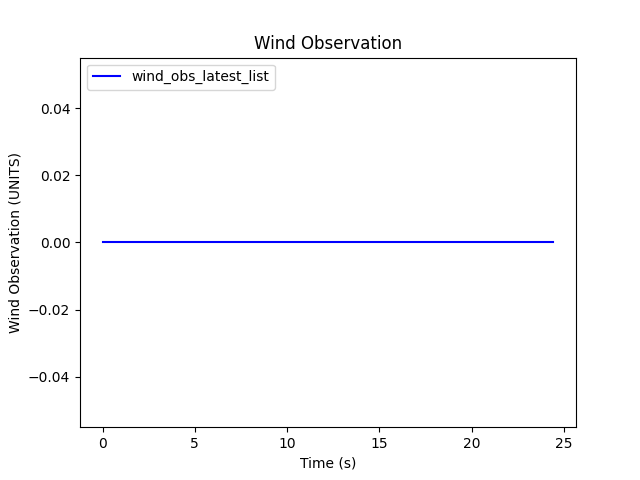 Wind Observation
wind_obs_latest_list
Wind Observation (UNITS)
0.04
0.02
0.00
−0.02
−0.04
0 5 10 15 20 25
Time (s)